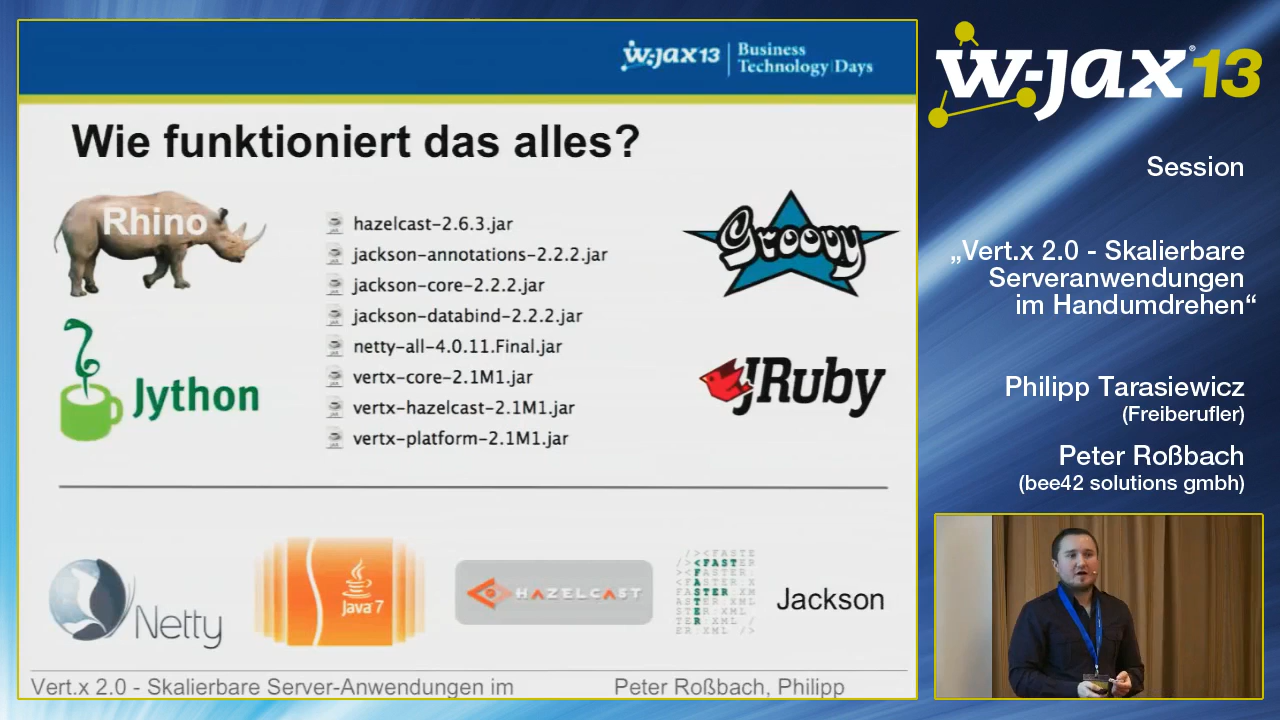 W-JAX 13 | Business
Technology|Days
Wie funktioniert das alles?
Rhino
hazelcast-2.6.3.jar
jackson-annotations-2.2.2.jar
jackson-core-2.2.2.jar
jackson-databind-2.2.2.jar
netty-all-4.0.11.Final.jar
vertx-core-2.1M1.jar
vertx-hazelcast-2.1M1.jar
vertx-platform-2.1M1.jar
Groovy
Jython
JRuby
Netty
Java 7
HAZELCAST
/><FASTE
/><FASTER
FASTER
Jackson
Vert.x 2.0 - Skalierbare Server-Anwendungen im
Peter Roßbach, Philipp
W-JAX® 13
Session
„Vert.x 2.0 - Skalierbare
Serveranwendungen
im Handumdrehen“
Philipp Tarasiewicz
(Freiberufler)
Peter Roßbach
(bee42 solutions gmbh)